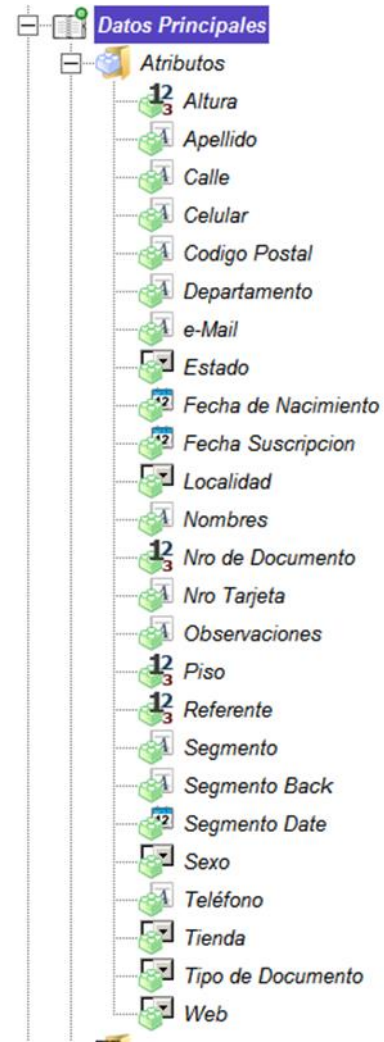 Datos Principales
Atributos
Altura
Apellido
Calle
Celular
Codigo Postal
Departamento
e-Mail
Estado
Fecha de Nacimiento
Fecha Suscripcion
Localidad
Nombres
Nro de Documento
Nro Tarjeta
Observaciones
Piso
Referente
Segmento
Segmento Back
Segmento Date
Sexo
Teléfono
Tienda
Tipo de Documento
Web